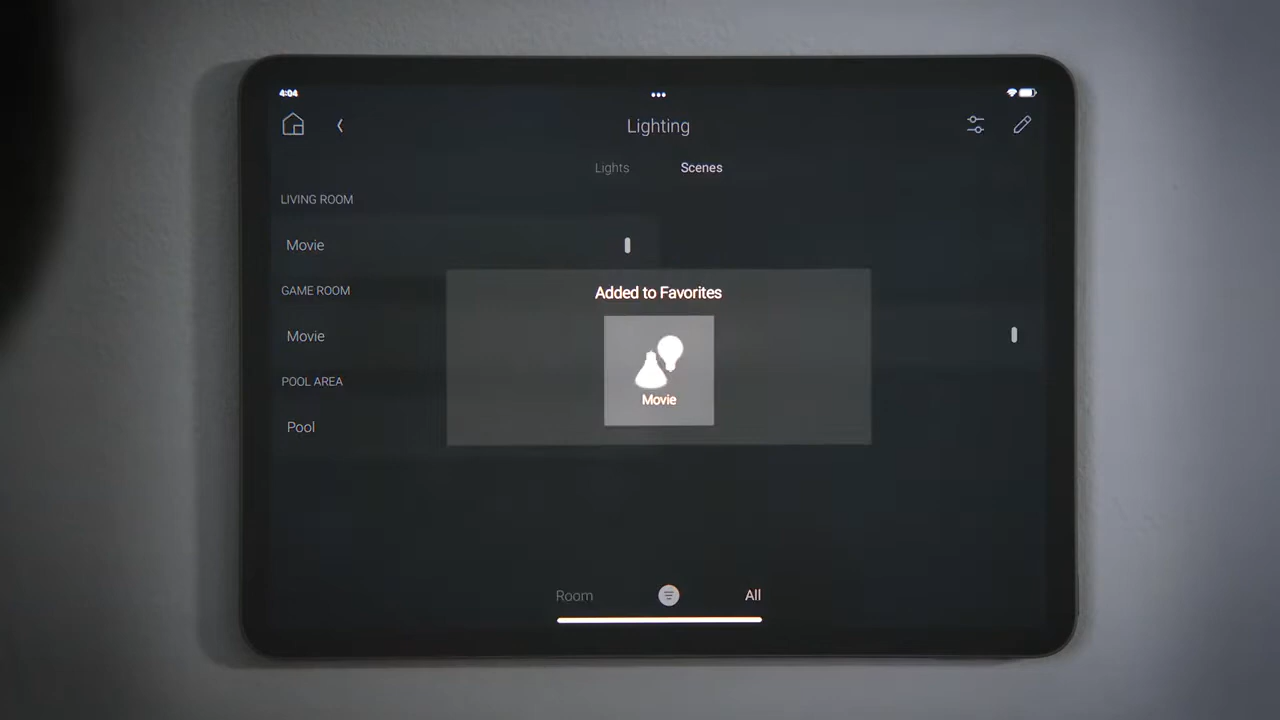 4:04
Lighting
Lights
Scenes
LIVING ROOM
Movie
GAME ROOM
Movie
POOL AREA
Pool
Added to Favorites
Movie
Room
All